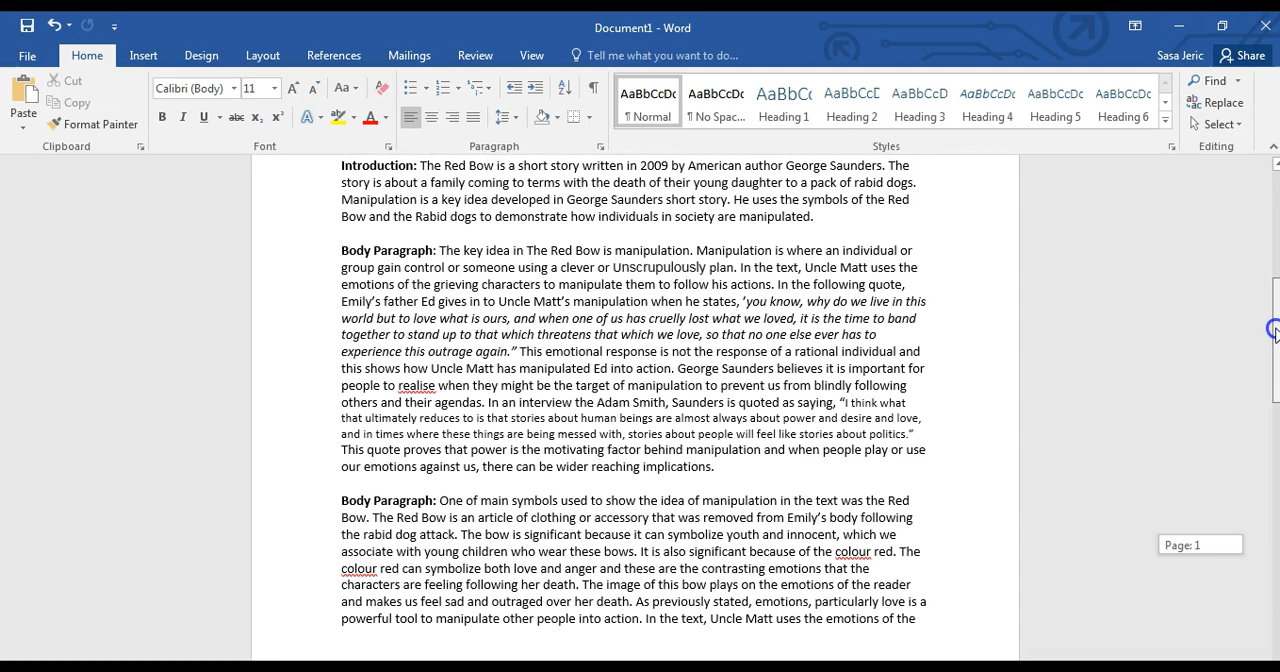 Document1 - Word
File Home Insert Design Layout References Mailings Review View Tell me what you want to do... Sasa Jeric Share
Cut
Copy
Paste
Format Painter
Calibri (Body) 11
Aa
AaBbCcDc AaBbCcDc AaBbC AaBbCcE AaBbCcD AaBbCcDc AaBbCcDc AaBbCcDc
¶ Normal ¶ No Spac... Heading 1 Heading 2 Heading 3 Heading 4 Heading 5 Heading 6
Find
Replace
Select
Clipboard Font Paragraph Styles Editing
Introduction: The Red Bow is a short story written in 2009 by American author George Saunders. The
story is about a family coming to terms with the death of their young daughter to a pack of rabid dogs.
Manipulation is a key idea developed in George Saunders short story. He uses the symbols of the Red
Bow and the Rabid dogs to demonstrate how individuals in society are manipulated.
Body Paragraph: The key idea in The Red Bow is manipulation. Manipulation is where an individual or
group gain control or someone using a clever or Unscrupulously plan. In the text, Uncle Matt uses the
emotions of the grieving characters to manipulate them to follow his actions. In the following quote,
Emily's father Ed gives in to Uncle Matt's manipulation when he states, 'you know, why do we live in this
world but to love what is ours, and when one of us has cruelly lost what we loved, it is the time to band
together to stand up to that which threatens that which we love, so that no one else ever has to
experience this outrage again." This emotional response is not the response of a rational individual and
this shows how Uncle Matt has manipulated Ed into action. George Saunders believes it is important for
people to realise when they might be the target of manipulation to prevent us from blindly following
others and their agendas. In an interview the Adam Smith, Saunders is quoted as saying, "I think what
that ultimately reduces to is that stories about human beings are almost always about power and desire and love,
and in times where these things are being messed with, stories about people will feel like stories about politics."
This quote proves that power is the motivating factor behind manipulation and when people play or use
our emotions against us, there can be wider reaching implications.
Body Paragraph: One of main symbols used to show the idea of manipulation in the text was the Red
Bow. The Red Bow is an article of clothing or accessory that was removed from Emily's body following
the rabid dog attack. The bow is significant because it can symbolize youth and innocent, which we
associate with young children who wear these bows. It is also significant because of the colour red. The
colour red can symbolize both love and anger and these are the contrasting emotions that the
characters are feeling following her death. The image of this bow plays on the emotions of the reader
and makes us feel sad and outraged over her death. As previously stated, emotions, particularly love is a
powerful tool to manipulate other people into action. In the text, Uncle Matt uses the emotions of the
Page: 1